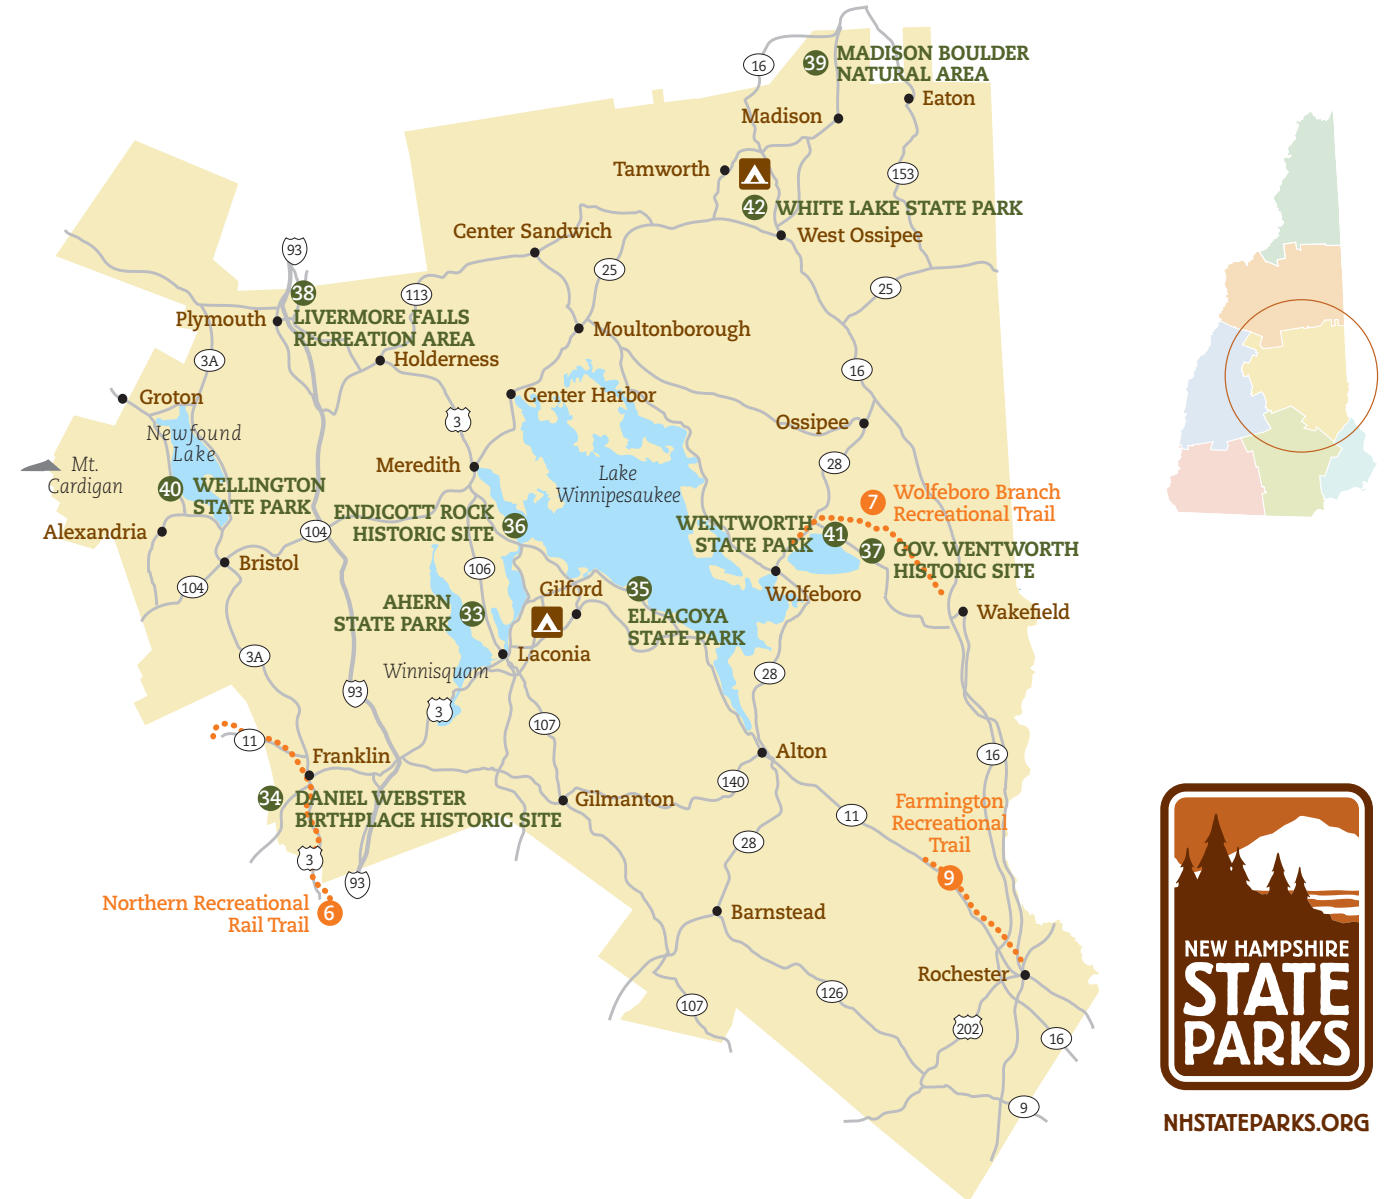 16
39
MADISON BOULDER
NATURAL AREA
Eaton
Madison
Tamworth
153
42
WHITE LAKE STATE PARK
West Ossipee
Center Sandwich
93
25
25
38
113
Plymouth
LIVERMORE FALLS
RECREATION AREA
Moultonborough
3A
Holderness
16
Groton
Center Harbor
3
Ossipee
Newfound
Lake
Mt.
Cardigan
Meredith
28
Lake
Winnipesaukee
40
WELLINGTON
STATE PARK
7
Wolfeboro Branch
Recreational Trail
ENDICOTT ROCK
HISTORIC SITE
36
WENTWORTH
STATE PARK
41
Alexandria
104
37
GOV. WENTWORTH
HISTORIC SITE
Bristol
106
104
Gilford
35
Wolfeboro
AHERN
STATE PARK
33
ELLACOYA
STATE PARK
Wakefield
3A
Laconia
Winnisquam
28
93
3
107
11
16
Franklin
Alton
140
34
DANIEL WEBSTER
BIRTHPLACE HISTORIC SITE
Gilmanton
11
Farmington
Recreational
Trail
28
3
93
9
Northern Recreational
Rail Trail
6
Barnstead
Rochester
107
126
202
16
9
NEW HAMPSHIRE
STATE
PARKS
NHSTATEPARKS.ORG